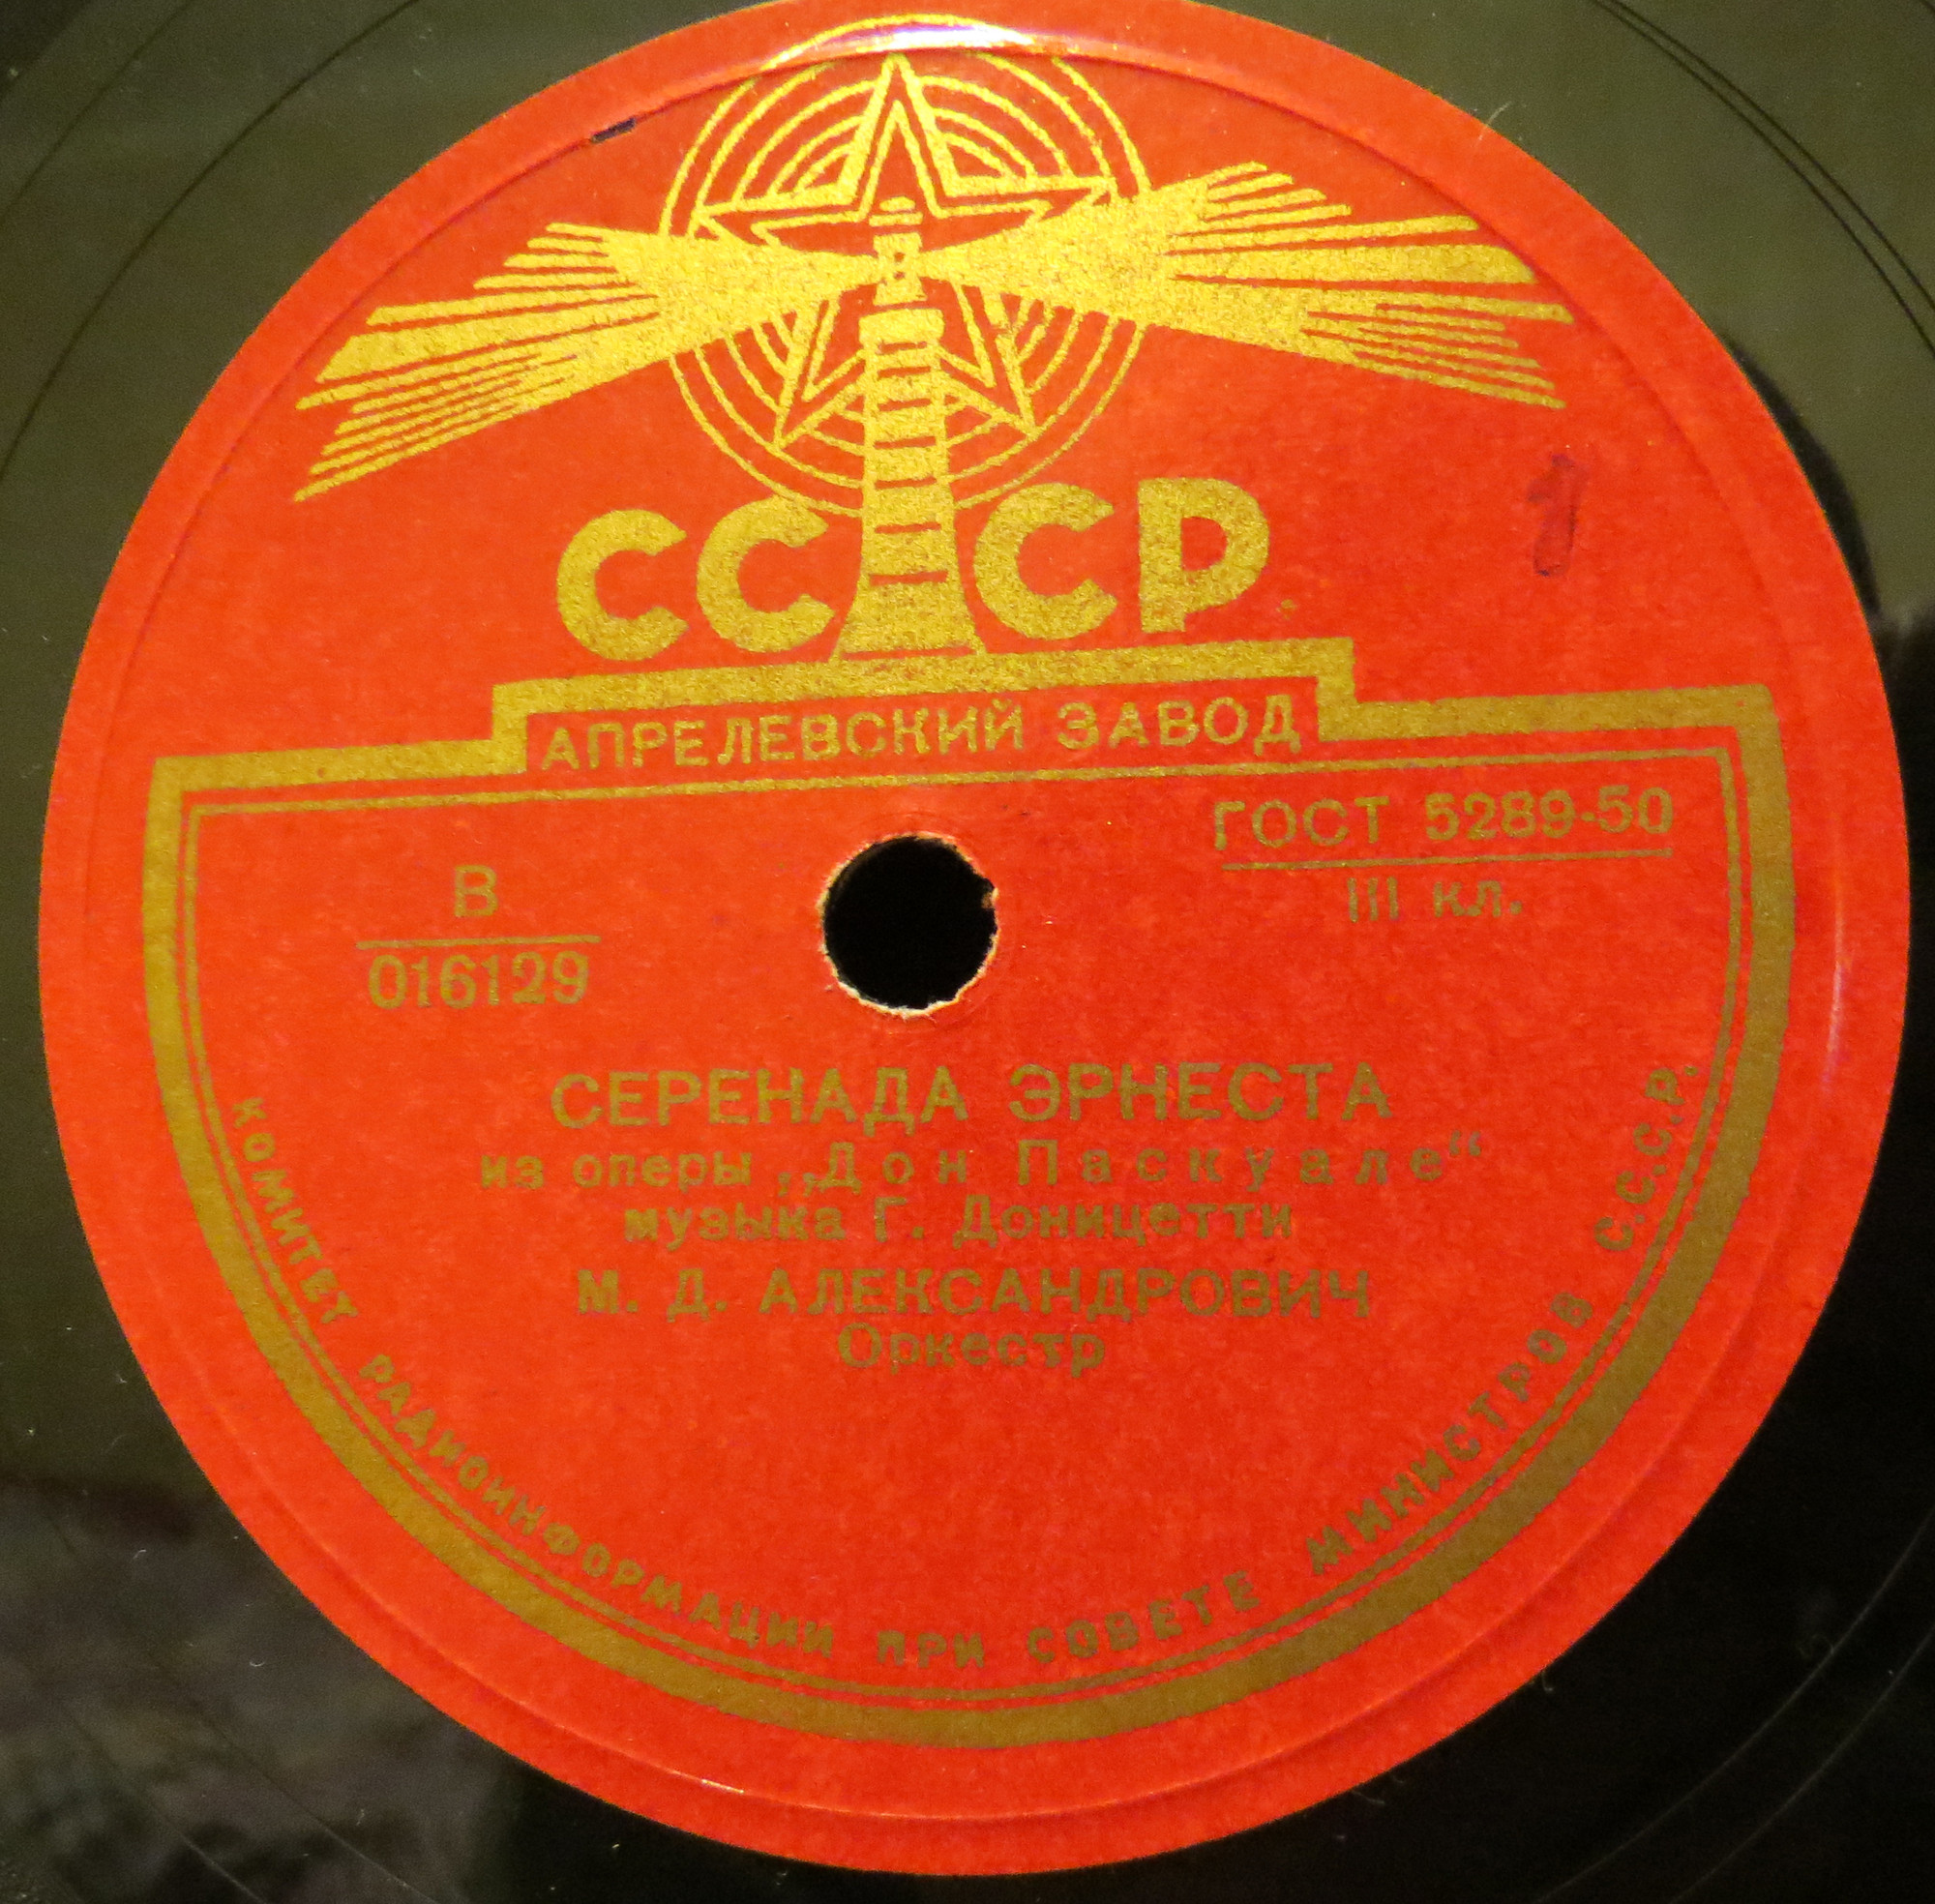 СССР
АПРЕЛЕВСКИЙ ЗАВОД
ГОСТ 5289-50
III кл.
В
016129
СЕРЕНАДА ЭРНЕСТА
из оперы „Дон Паскуале“
музыка Г. Доницетти
М. Д. АЛЕКСАНДРОВИЧ
Оркестр
КОМИТЕТ РАДИОИНФОРМАЦИИ ПРИ СОВЕТЕ МИНИСТРОВ С.С.С.Р.